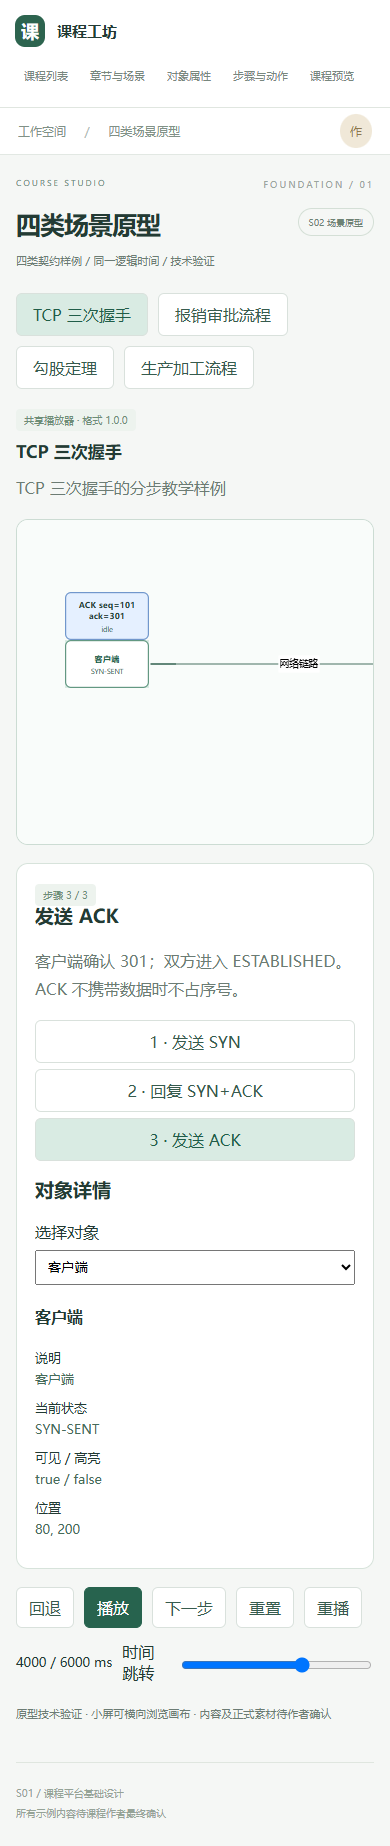 课 课程工坊
课程列表 章节与场景 对象属性 步骤与动作 课程预览
工作空间 / 四类场景原型 作
COURSE STUDIO FOUNDATION / 01
四类场景原型 S02 场景原型
四类契约样例 / 同一逻辑时间 / 技术验证
TCP 三次握手 报销审批流程
勾股定理 生产加工流程
共享播放器 · 格式 1.0.0
TCP 三次握手
TCP 三次握手的分步教学样例
ACK seq=101
ack=301
idle
客户端
SYN-SENT
网络链路
步骤 3 / 3
发送 ACK
客户端确认 301；双方进入 ESTABLISHED。
ACK 不携带数据时不占序号。
1 · 发送 SYN
2 · 回复 SYN+ACK
3 · 发送 ACK
对象详情
选择对象
客户端
客户端
说明
客户端
当前状态
SYN-SENT
可见 / 高亮
true / false
位置
80, 200
回退 播放 下一步 重置 重播
4000 / 6000 ms 时间
跳转
原型技术验证 · 小屏可横向浏览画布 · 内容及正式素材待作者确认
S01 / 课程平台基础设计
所有示例内容待课程作者最终确认